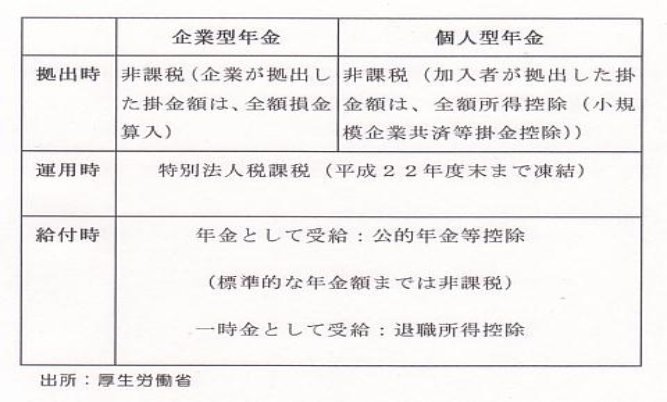 企業型年金 個人型年金
拠出時 非課税（企業が拠出し 非課税（加入者が拠出した掛
た掛金額は、全額損金 金額は、全額所得控除（小規
算入） 模企業共済等掛金控除））
運用時 特別法人税課税（平成２２年度末まで凍結）
給付時 年金として受給：公的年金等控除
（標準的な年金額までは非課税）
一時金として受給：退職所得控除
出所：厚生労働省